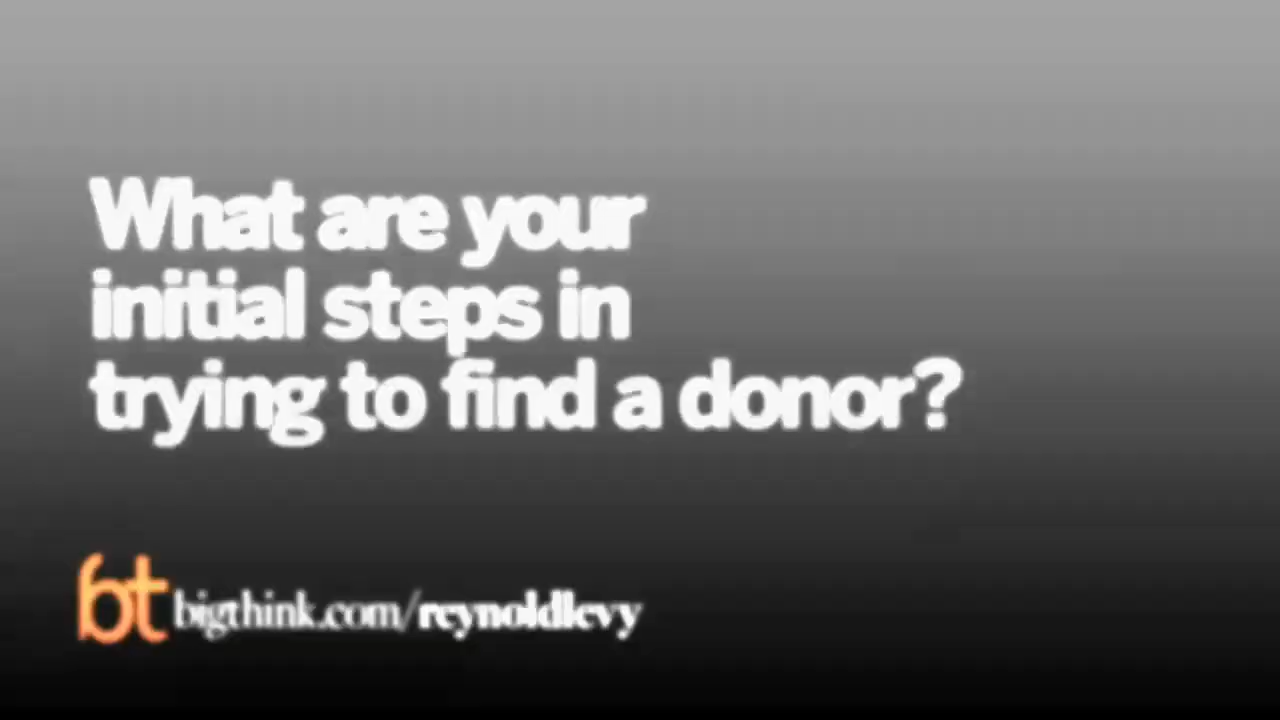 What are your
initial steps in
trying to find a donor?
bt bigthink.com/reynoldlevy